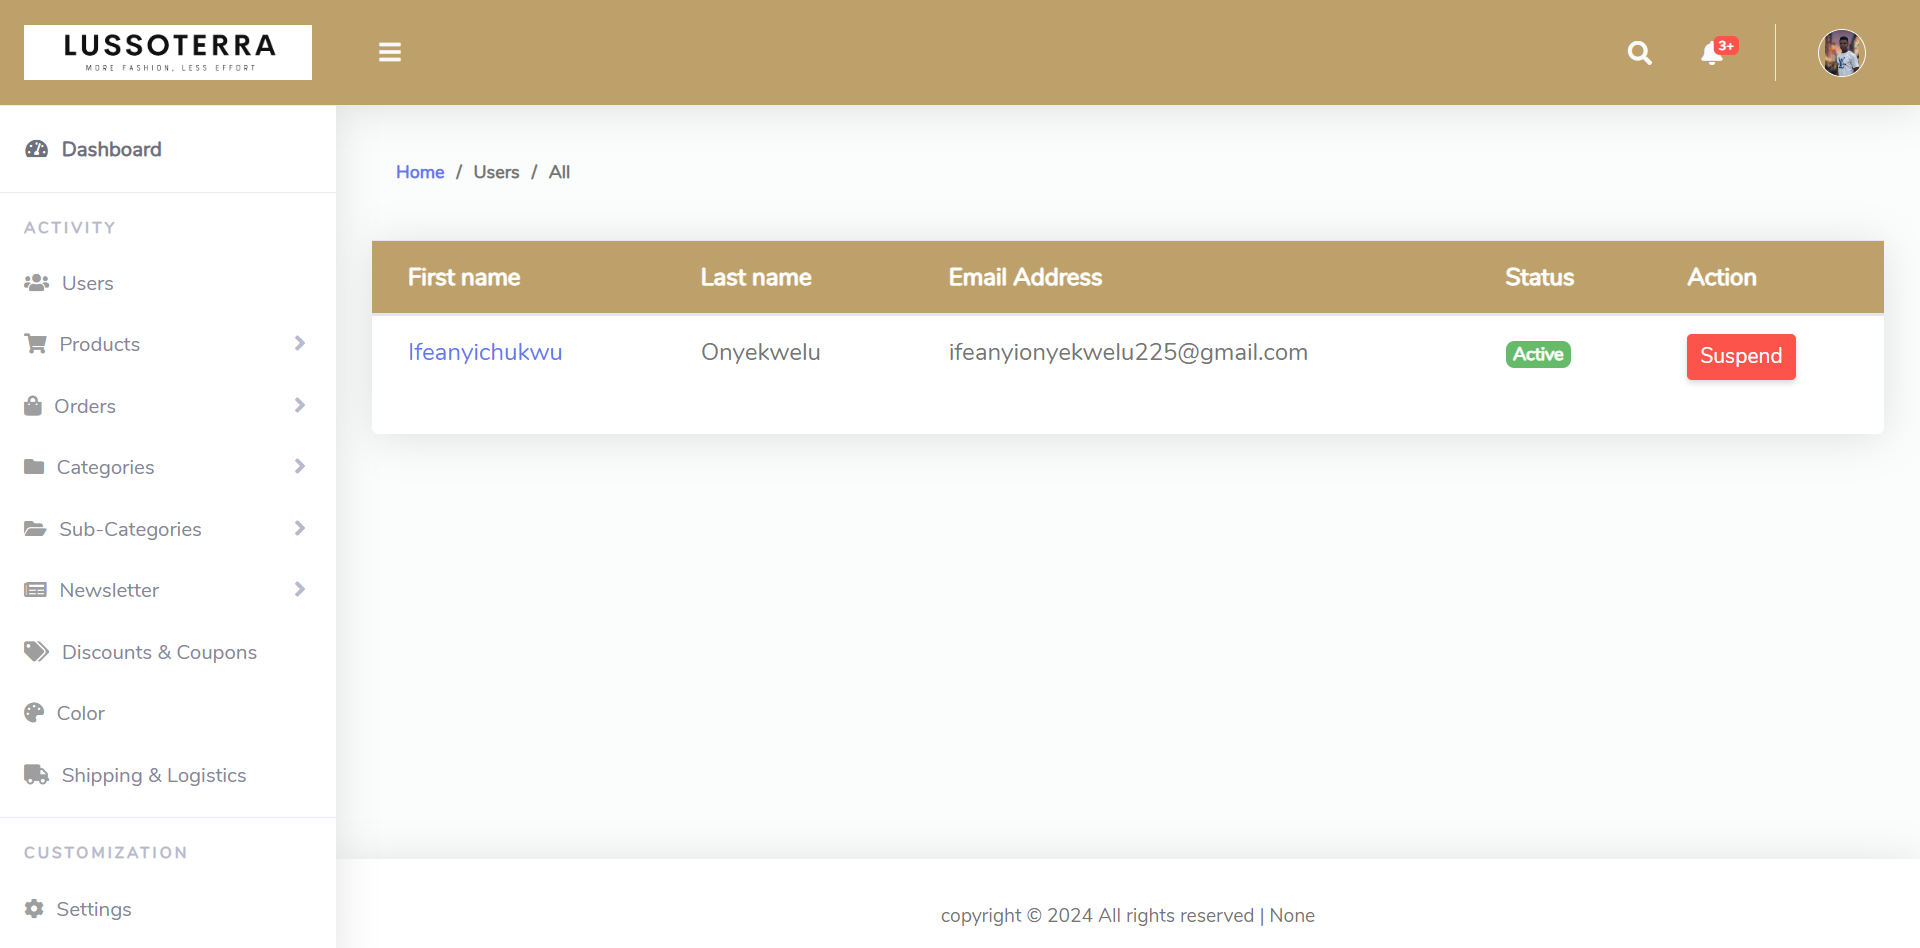 LUSSOTERRA
MORE FASHION, LESS EFFORT
3+
Dashboard
ACTIVITY
Users
Products
Orders
Categories
Sub-Categories
Newsletter
Discounts & Coupons
Color
Shipping & Logistics
CUSTOMIZATION
Settings
Home / Users / All
First name Last name Email Address Status Action
Ifeanyichukwu Onyekwelu ifeanyionyekwelu225@gmail.com Active Suspend
copyright © 2024 All rights reserved | None